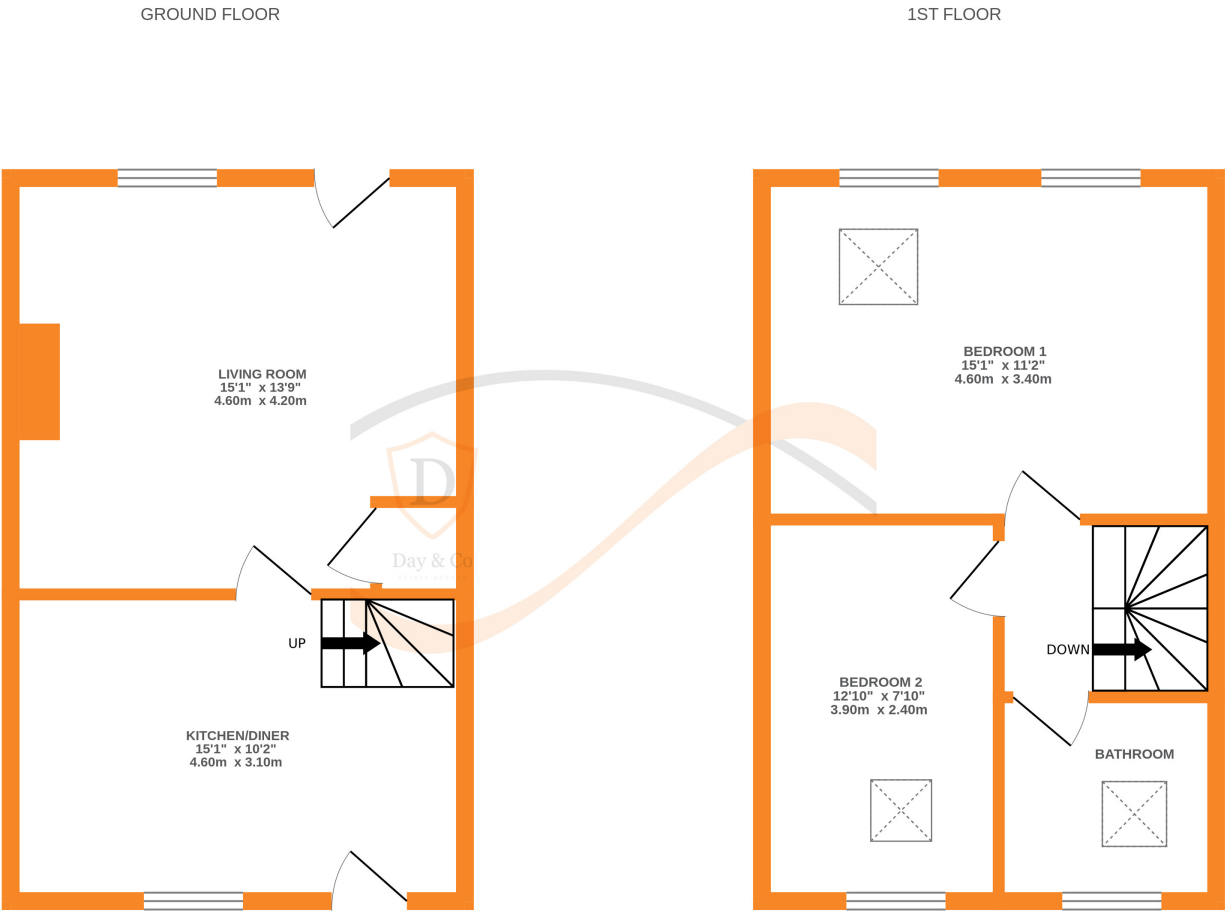 GROUND FLOOR
1ST FLOOR
LIVING ROOM
15'1" x 13'9"
4.60m x 4.20m
BEDROOM 1
15'1" x 11'2"
4.60m x 3.40m
D
Day & Co
UP
DOWN
KITCHEN/DINER
15'1" x 10'2"
4.60m x 3.10m
BEDROOM 2
12'10" x 7'10"
3.90m x 2.40m
BATHROOM